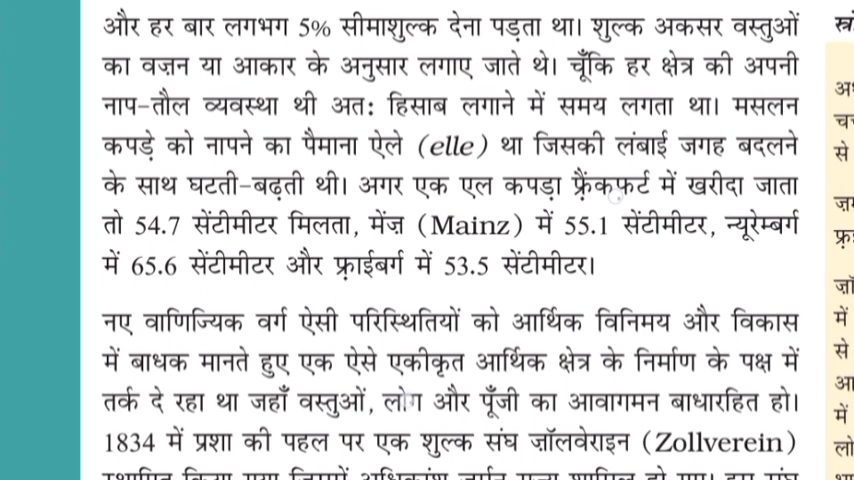 और हर बार लगभग 5% सीमाशुल्क देना पड़ता था। शुल्क अकसर वस्तुओं
का वज़न या आकार के अनुसार लगाए जाते थे। चूँकि हर क्षेत्र की अपनी
नाप-तौल व्यवस्था थी अत: हिसाब लगाने में समय लगता था। मसलन
कपड़े को नापने का पैमाना ऐले (elle) था जिसकी लंबाई जगह बदलने
के साथ घटती-बढ़ती थी। अगर एक एल कपड़ा फ़्रैंकफर्ट में खरीदा जाता
तो 54.7 सेंटीमीटर मिलता, मेंज़ (Mainz) में 55.1 सेंटीमीटर, न्यूरेम्बर्ग
में 65.6 सेंटीमीटर और फ़्राईबर्ग में 53.5 सेंटीमीटर।
नए वाणिज्यिक वर्ग ऐसी परिस्थितियों को आर्थिक विनिमय और विकास
में बाधक मानते हुए एक ऐसे एकीकृत आर्थिक क्षेत्र के निर्माण के पक्ष में
तर्क दे रहा था जहाँ वस्तुओं, लोग और पूँजी का आवागमन बाधारहित हो।
1834 में प्रशा की पहल पर एक शुल्क संघ ज़ॉलवेराइन (Zollverein)
से
में
से
में